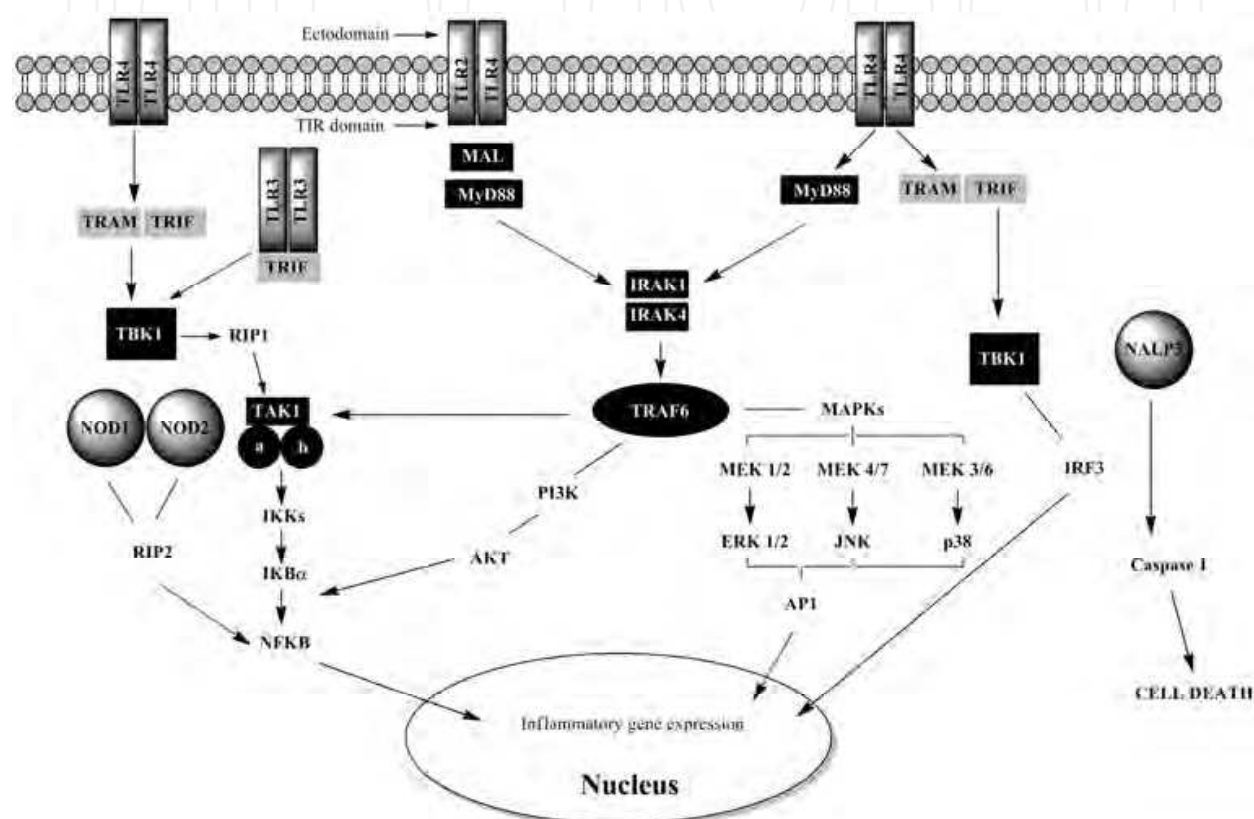 Ectodomain
TLR4
TLR4
TLR2
TLR4
TLR4
TLR4
TIR domain
MAL
MyD88
MyD88
TRAM
TRIF
TLR3
TLR3
TRIF
TRAM
TRIF
IRAK1
IRAK4
TBK1
RIP1
TBK1
NALP3
NOD1
NOD2
TAK1
a
b
TRAF6
MAPKs
MEK 1/2
MEK 4/7
MEK 3/6
IRF3
PI3K
IKKs
RIP2
AKT
ERK 1/2
JNK
p38
IKBα
Caspase 1
AP1
NFKB
CELL DEATH
Inflammatory gene expression
Nucleus